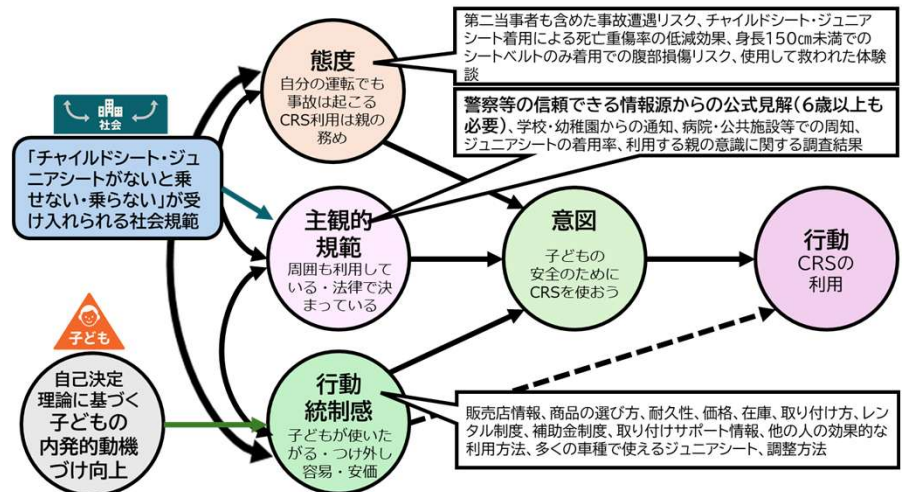 第二当事者も含めた事故遭遇リスク、チャイルドシート・ジュニア
シート着用による死亡重傷率の低減効果、身長150㎝未満での
シートベルトのみ着用での腹部損傷リスク、使用して救われた体験
談
態度
自分の運転でも
事故は起こる
CRS利用は親の
務め
警察等の信頼できる情報源からの公式見解（6歳以上も
必要）、学校・幼稚園からの通知、病院・公共施設等での周知、
ジュニアシートの着用率、利用する親の意識に関する調査結果
社会
「チャイルドシート・ジュ
ニアシートがないと乗
せない・乗らない」が受
け入れられる社会規範
主観的
規範
周囲も利用して
いる・法律で決
まっている
意図
子どもの
安全のために
CRSを使おう
行動
CRSの
利用
子ども
自己決定
理論に基づく
子どもの
内発的動機
づけ向上
行動
統制感
子どもが使いた
がる・つけ外し
容易・安価
販売店情報、商品の選び方、耐久性、価格、在庫、取り付け方、レン
タル制度、補助金制度、取り付けサポート情報、他の人の効果的な
利用方法、多くの車種で使えるジュニアシート、調整方法